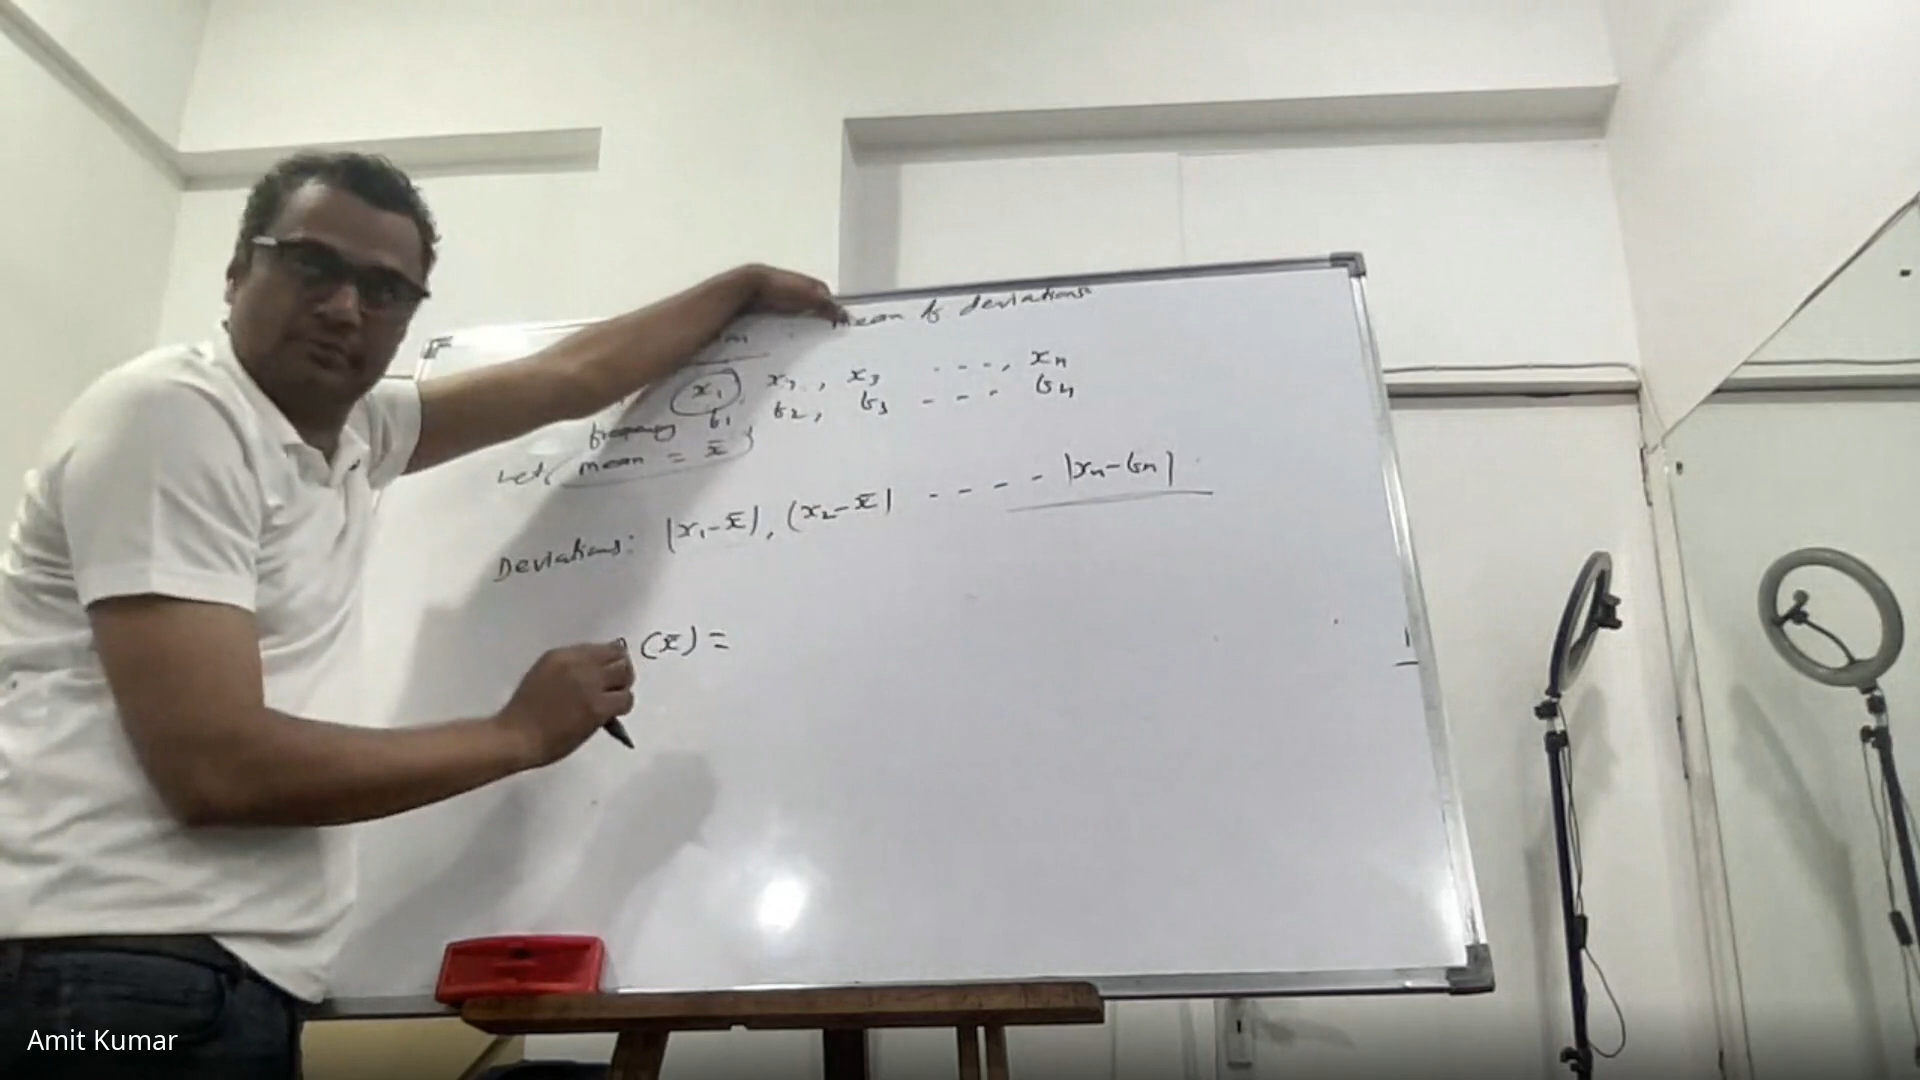 mean of deviations
x₁, x₂, x₃ ----, xₙ
frequency f₁, f₂, f₃ ---- fₙ
Let, mean = x̄
Deviations: |x₁-x̄|, |x₂-x̄| ----- |xₙ-fₙ|
(x̄) =
Amit Kumar